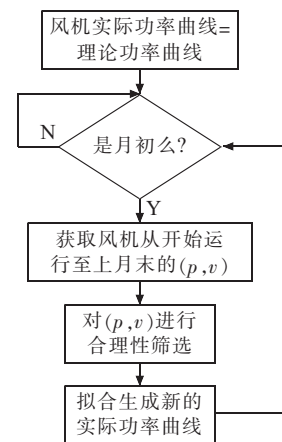 风机实际功率曲线=
理论功率曲线
是月初么?
N
Y
获取风机从开始运
行至上月末的(p,v)
对(p,v)进行
合理性筛选
拟合生成新的
实际功率曲线